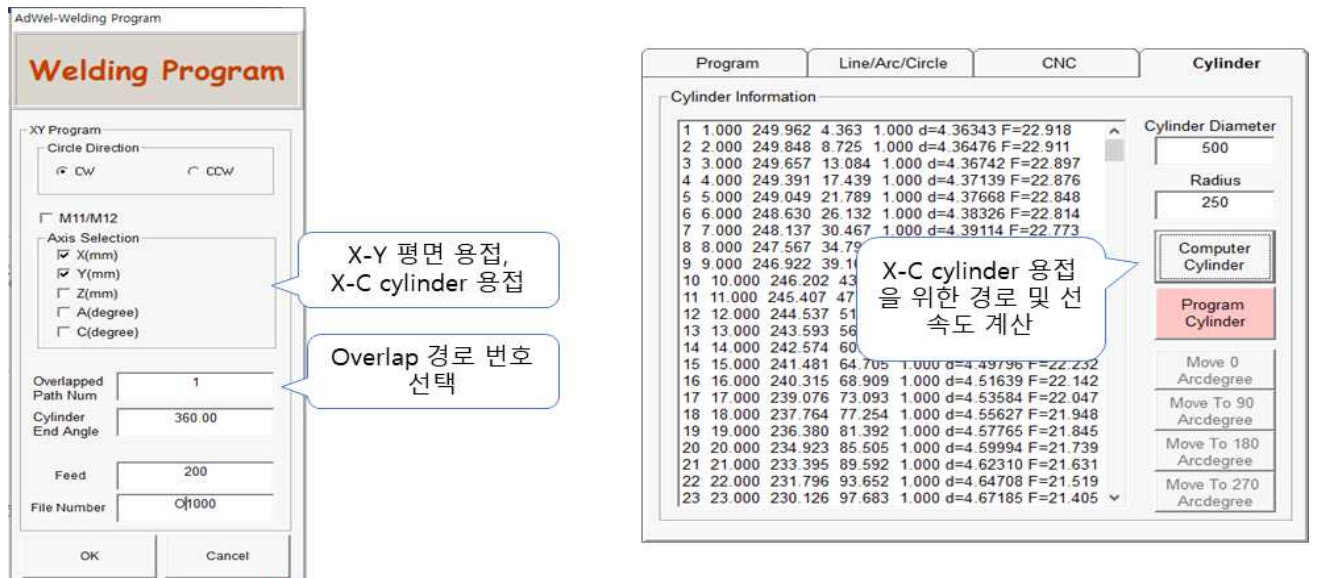 AdWel-Welding Program
Welding Program
XY Program
Circle Direction
CW
CCW
M11/M12
Axis Selection
X(mm)
Y(mm)
Z(mm)
A(degree)
C(degree)
Overlapped
Path Num
1
Cylinder
End Angle
360.00
Feed
200
File Number
O1000
OK
Cancel
X-Y 평면 용접,
X-C cylinder 용접
Overlap 경로 번호
선택
Program
Line/Arc/Circle
CNC
Cylinder
Cylinder Information
1 1.000 249.962 4.363 1.000 d=4.36343 F=22.918
2 2.000 249.848 8.725 1.000 d=4.36476 F=22.911
3 3.000 249.657 13.084 1.000 d=4.36742 F=22.897
4 4.000 249.391 17.439 1.000 d=4.37139 F=22.876
5 5.000 249.049 21.789 1.000 d=4.37668 F=22.848
6 6.000 248.630 26.132 1.000 d=4.38326 F=22.814
7 7.000 248.137 30.467 1.000 d=4.39114 F=22.773
8 8.000 247.567 34.79
9 9.000 246.922 39.10
10 10.000 246.202 43
11 11.000 245.407 47
12 12.000 244.537 51
13 13.000 243.593 56
14 14.000 242.574 60
15 15.000 241.481 64.705 1.000 d=4.49796 F=22.232
16 16.000 240.315 68.909 1.000 d=4.51639 F=22.142
17 17.000 239.076 73.093 1.000 d=4.53584 F=22.047
18 18.000 237.764 77.254 1.000 d=4.55627 F=21.948
19 19.000 236.380 81.392 1.000 d=4.57765 F=21.845
20 20.000 234.923 85.505 1.000 d=4.59994 F=21.739
21 21.000 233.395 89.592 1.000 d=4.62310 F=21.631
22 22.000 231.796 93.652 1.000 d=4.64708 F=21.519
23 23.000 230.126 97.683 1.000 d=4.67185 F=21.405
X-C cylinder 용접
을 위한 경로 및 선
속도 계산
Cylinder Diameter
500
Radius
250
Computer
Cylinder
Program
Cylinder
Move 0
Arcdegree
Move To 90
Arcdegree
Move To 180
Arcdegree
Move To 270
Arcdegree